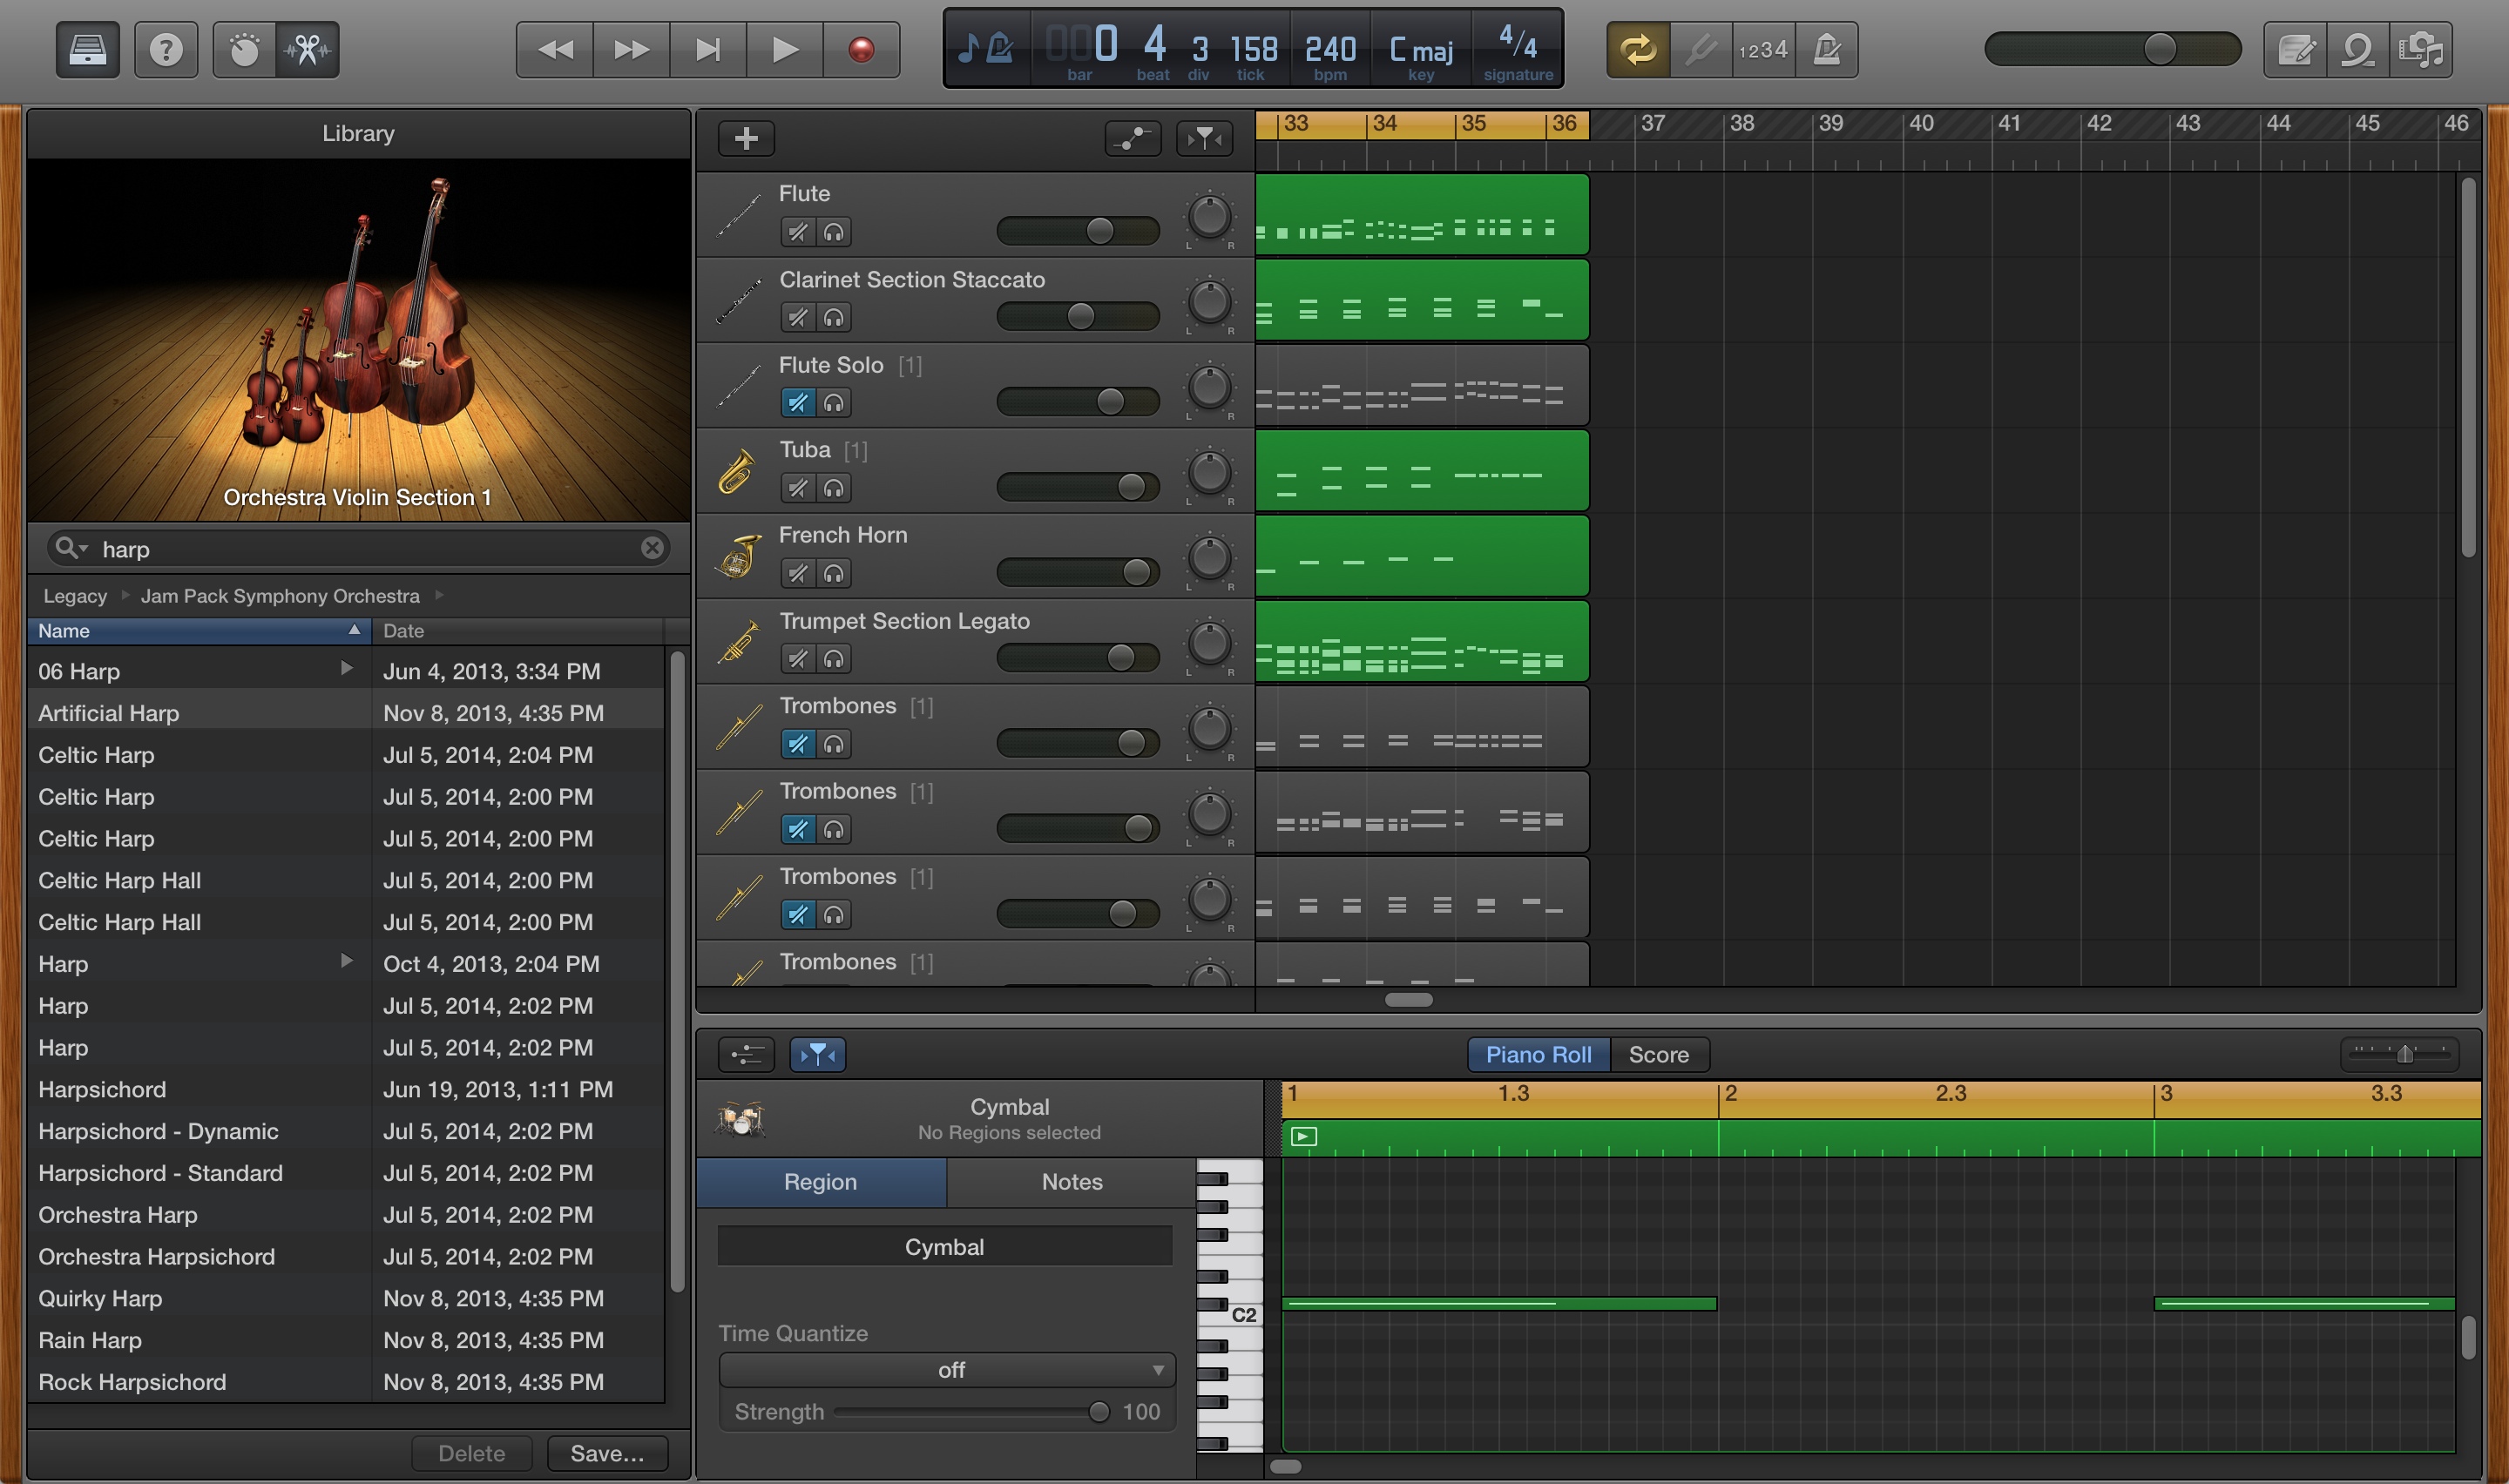 0 4 3 158 240 C maj 4/4
bar beat div tick bpm key signature
1234
Library
Orchestra Violin Section 1
harp
Legacy Jam Pack Symphony Orchestra
Name Date
06 Harp Jun 4, 2013, 3:34 PM
Artificial Harp Nov 8, 2013, 4:35 PM
Celtic Harp Jul 5, 2014, 2:04 PM
Celtic Harp Jul 5, 2014, 2:00 PM
Celtic Harp Jul 5, 2014, 2:00 PM
Celtic Harp Hall Jul 5, 2014, 2:00 PM
Celtic Harp Hall Jul 5, 2014, 2:00 PM
Harp Oct 4, 2013, 2:04 PM
Harp Jul 5, 2014, 2:02 PM
Harp Jul 5, 2014, 2:02 PM
Harpsichord Jun 19, 2013, 1:11 PM
Harpsichord - Dynamic Jul 5, 2014, 2:02 PM
Harpsichord - Standard Jul 5, 2014, 2:02 PM
Orchestra Harp Jul 5, 2014, 2:02 PM
Orchestra Harpsichord Jul 5, 2014, 2:02 PM
Quirky Harp Nov 8, 2013, 4:35 PM
Rain Harp Nov 8, 2013, 4:35 PM
Rock Harpsichord Nov 8, 2013, 4:35 PM
Delete Save...
33 34 35 36 37 38 39 40 41 42 43 44 45 46
Flute
L R
Clarinet Section Staccato
L R
Flute Solo [1]
L R
Tuba [1]
L R
French Horn
L R
Trumpet Section Legato
L R
Trombones [1]
L R
Trombones [1]
L R
Trombones [1]
L R
Trombones [1]
Piano Roll Score
Cymbal
No Regions selected
1 1.3 2 2.3 3 3.3
Region Notes
Cymbal
C2
Time Quantize
off
Strength 100